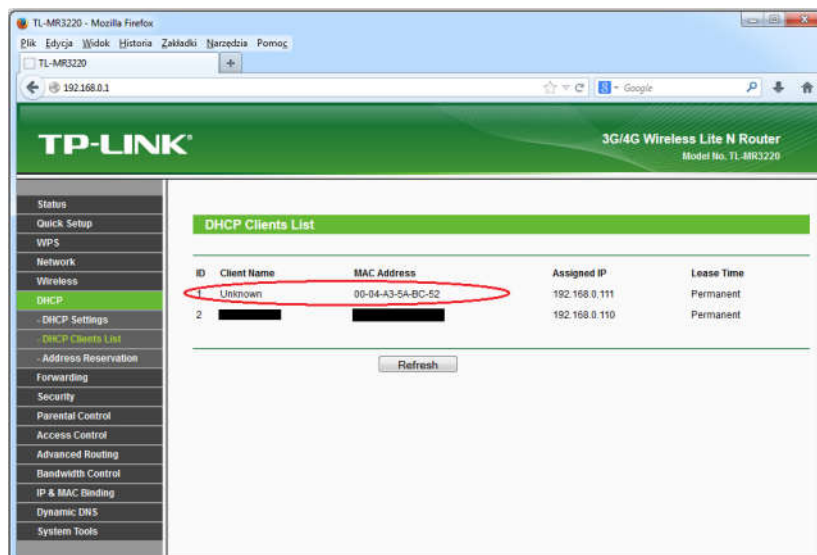 TL-MR3220 - Mozilla Firefox
Plik Edycja Widok Historia Zakładki Narzędzia Pomoc
TL-MR3220
192.168.0.1
Google
TP-LINK®
3G/4G Wireless Lite N Router
Model No. TL-MR3220
Status
Quick Setup
WPS
Network
Wireless
DHCP
- DHCP Settings
- DHCP Clients List
- Address Reservation
Forwarding
Security
Parental Control
Access Control
Advanced Routing
Bandwidth Control
IP & MAC Binding
Dynamic DNS
System Tools
DHCP Clients List
ID Client Name MAC Address Assigned IP Lease Time
1 Unknown 00-04-A3-5A-BC-52 192.168.0.111 Permanent
2 192.168.0.110 Permanent
Refresh